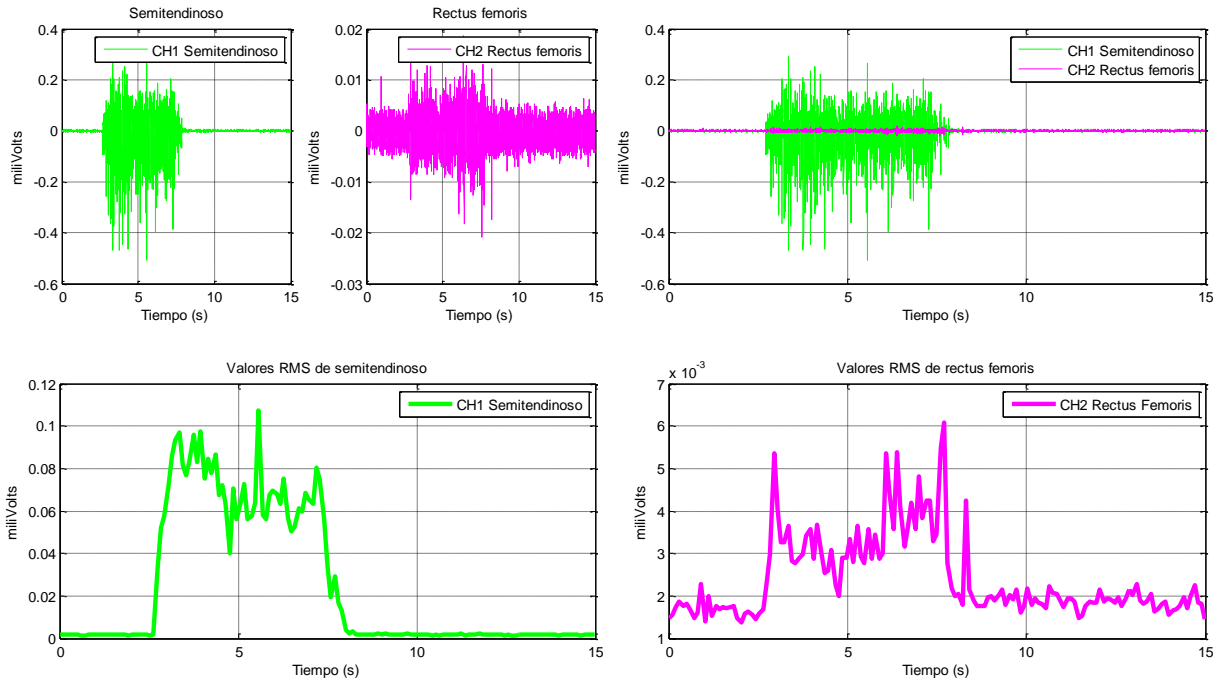 Semitendinoso
CH1 Semitendinoso
0.4
0.2
0
-0.2
-0.4
-0.6
miliVolts
0 5 10 15
Tiempo (s)
Rectus femoris
CH2 Rectus femoris
0.02
0.01
0
-0.01
-0.02
-0.03
miliVolts
0 5 10 15
Tiempo (s)
CH1 Semitendinoso
CH2 Rectus femoris
0.4
0.2
0
-0.2
-0.4
-0.6
miliVolts
0 5 10 15
Tiempo (s)
Valores RMS de semitendinoso
CH1 Semitendinoso
0.12
0.1
0.08
0.06
0.04
0.02
0
miliVolts
0 5 10 15
Tiempo (s)
Valores RMS de rectus femoris
x 10⁻³
CH2 Rectus Femoris
7
6
5
4
3
2
1
miliVolts
0 5 10 15
Tiempo (s)